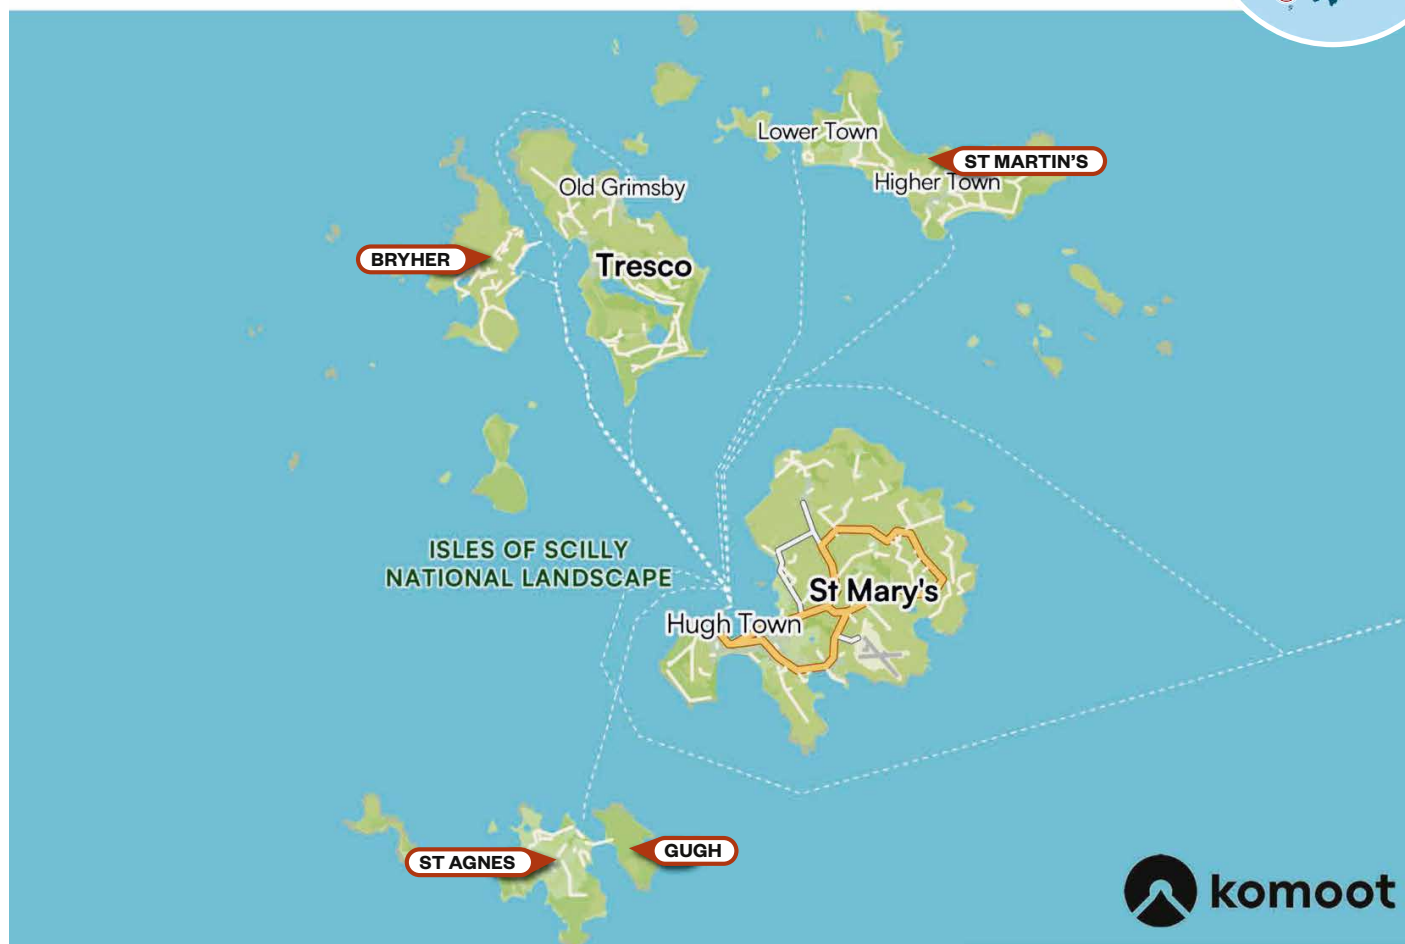 Lower Town
ST MARTIN'S
Higher Town
Old Grimsby
BRYHER
Tresco
ISLES OF SCILLY
NATIONAL LANDSCAPE
St Mary's
Hugh Town
ST AGNES
GUGH
komoot